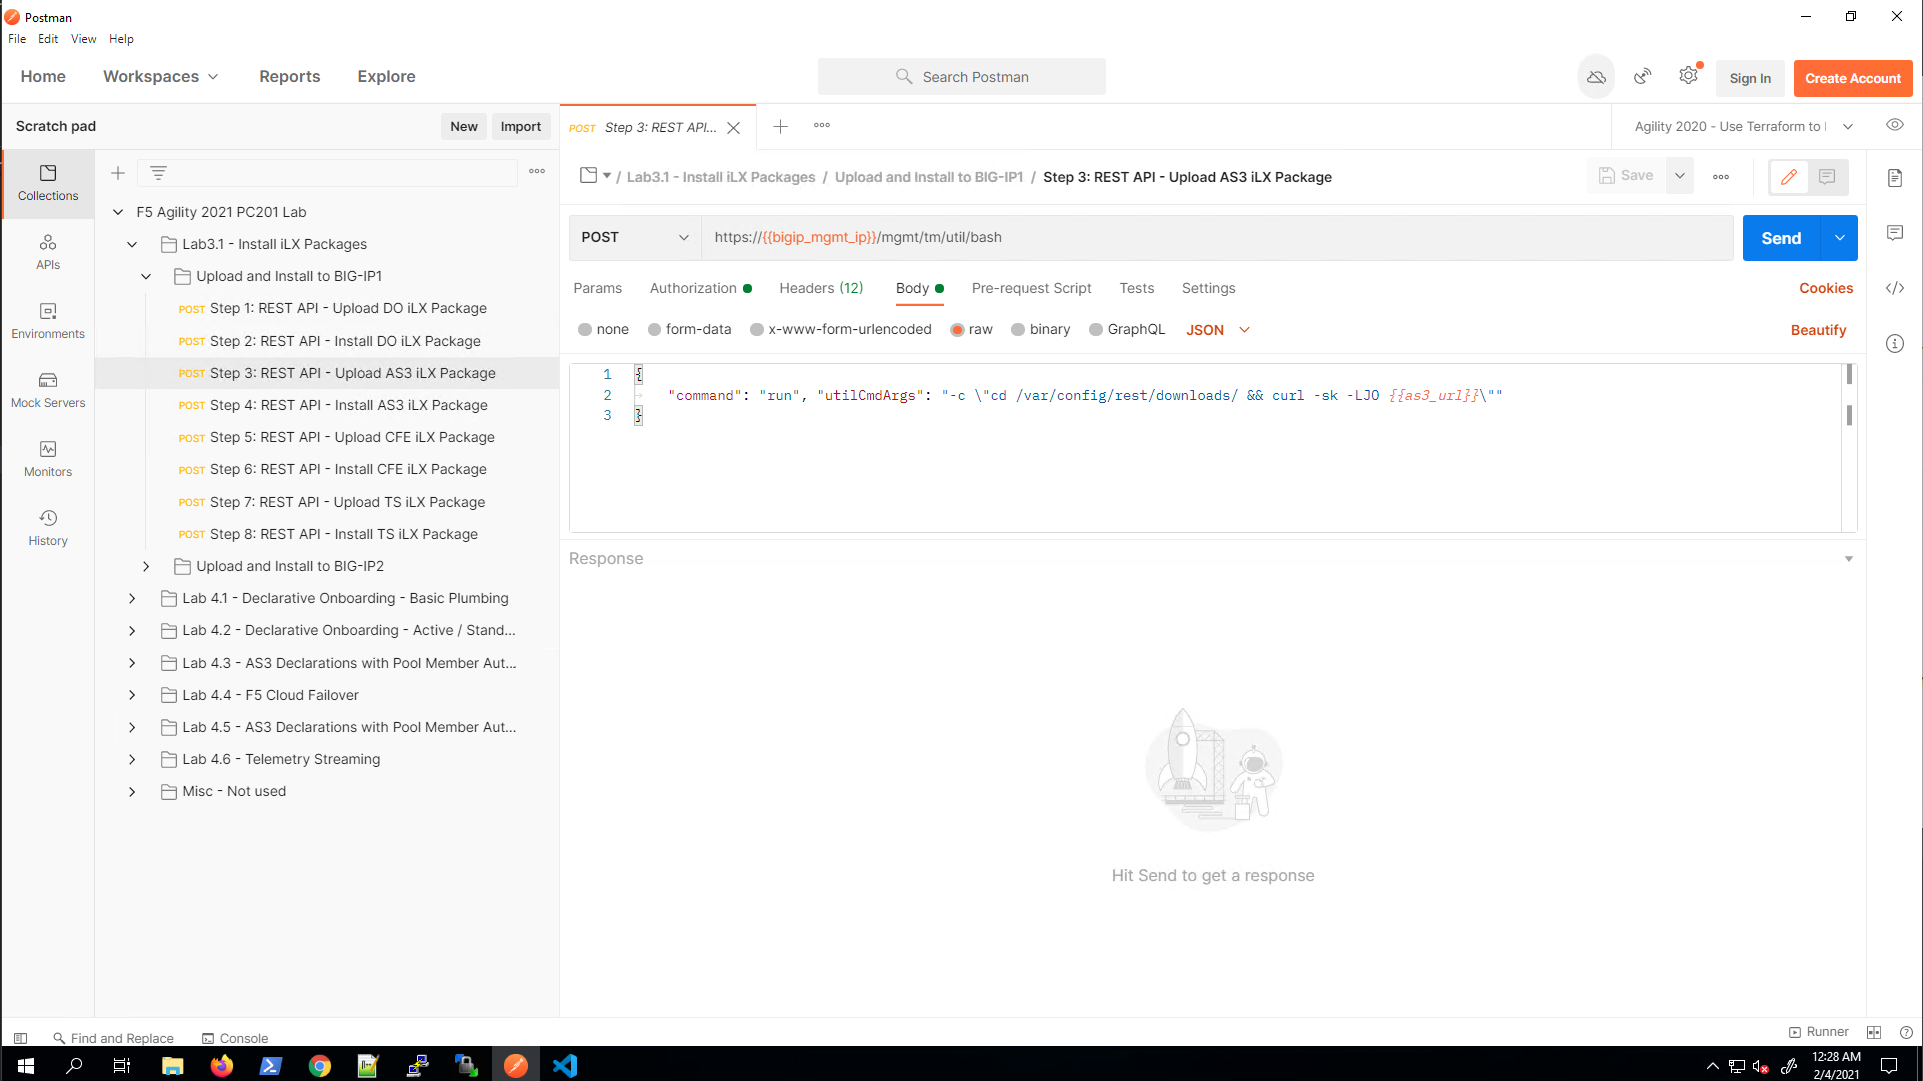 Postman
File Edit View Help
Home Workspaces Reports Explore Search Postman Sign In Create Account
Scratch pad New Import
POST Step 3: REST API... Agility 2020 - Use Terraform to
Collections
APIs
Environments
Mock Servers
Monitors
History
F5 Agility 2021 PC201 Lab
Lab3.1 - Install iLX Packages
Upload and Install to BIG-IP1
POST Step 1: REST API - Upload DO iLX Package
POST Step 2: REST API - Install DO iLX Package
POST Step 3: REST API - Upload AS3 iLX Package
POST Step 4: REST API - Install AS3 iLX Package
POST Step 5: REST API - Upload CFE iLX Package
POST Step 6: REST API - Install CFE iLX Package
POST Step 7: REST API - Upload TS iLX Package
POST Step 8: REST API - Install TS iLX Package
Upload and Install to BIG-IP2
Lab 4.1 - Declarative Onboarding - Basic Plumbing
Lab 4.2 - Declarative Onboarding - Active / Stand...
Lab 4.3 - AS3 Declarations with Pool Member Aut...
Lab 4.4 - F5 Cloud Failover
Lab 4.5 - AS3 Declarations with Pool Member Aut...
Lab 4.6 - Telemetry Streaming
Misc - Not used
/ Lab3.1 - Install iLX Packages / Upload and Install to BIG-IP1 / Step 3: REST API - Upload AS3 iLX Package Save
POST https://{{bigip_mgmt_ip}}/mgmt/tm/util/bash Send
Params Authorization Headers (12) Body Pre-request Script Tests Settings Cookies
none form-data x-www-form-urlencoded raw binary GraphQL JSON Beautify
1 {
2 "command": "run", "utilCmdArgs": "-c \"cd /var/config/rest/downloads/ && curl -sk -LJO {{as3_url}}\""
3 }
Response
Hit Send to get a response
Find and Replace Console Runner
12:28 AM
2/4/2021